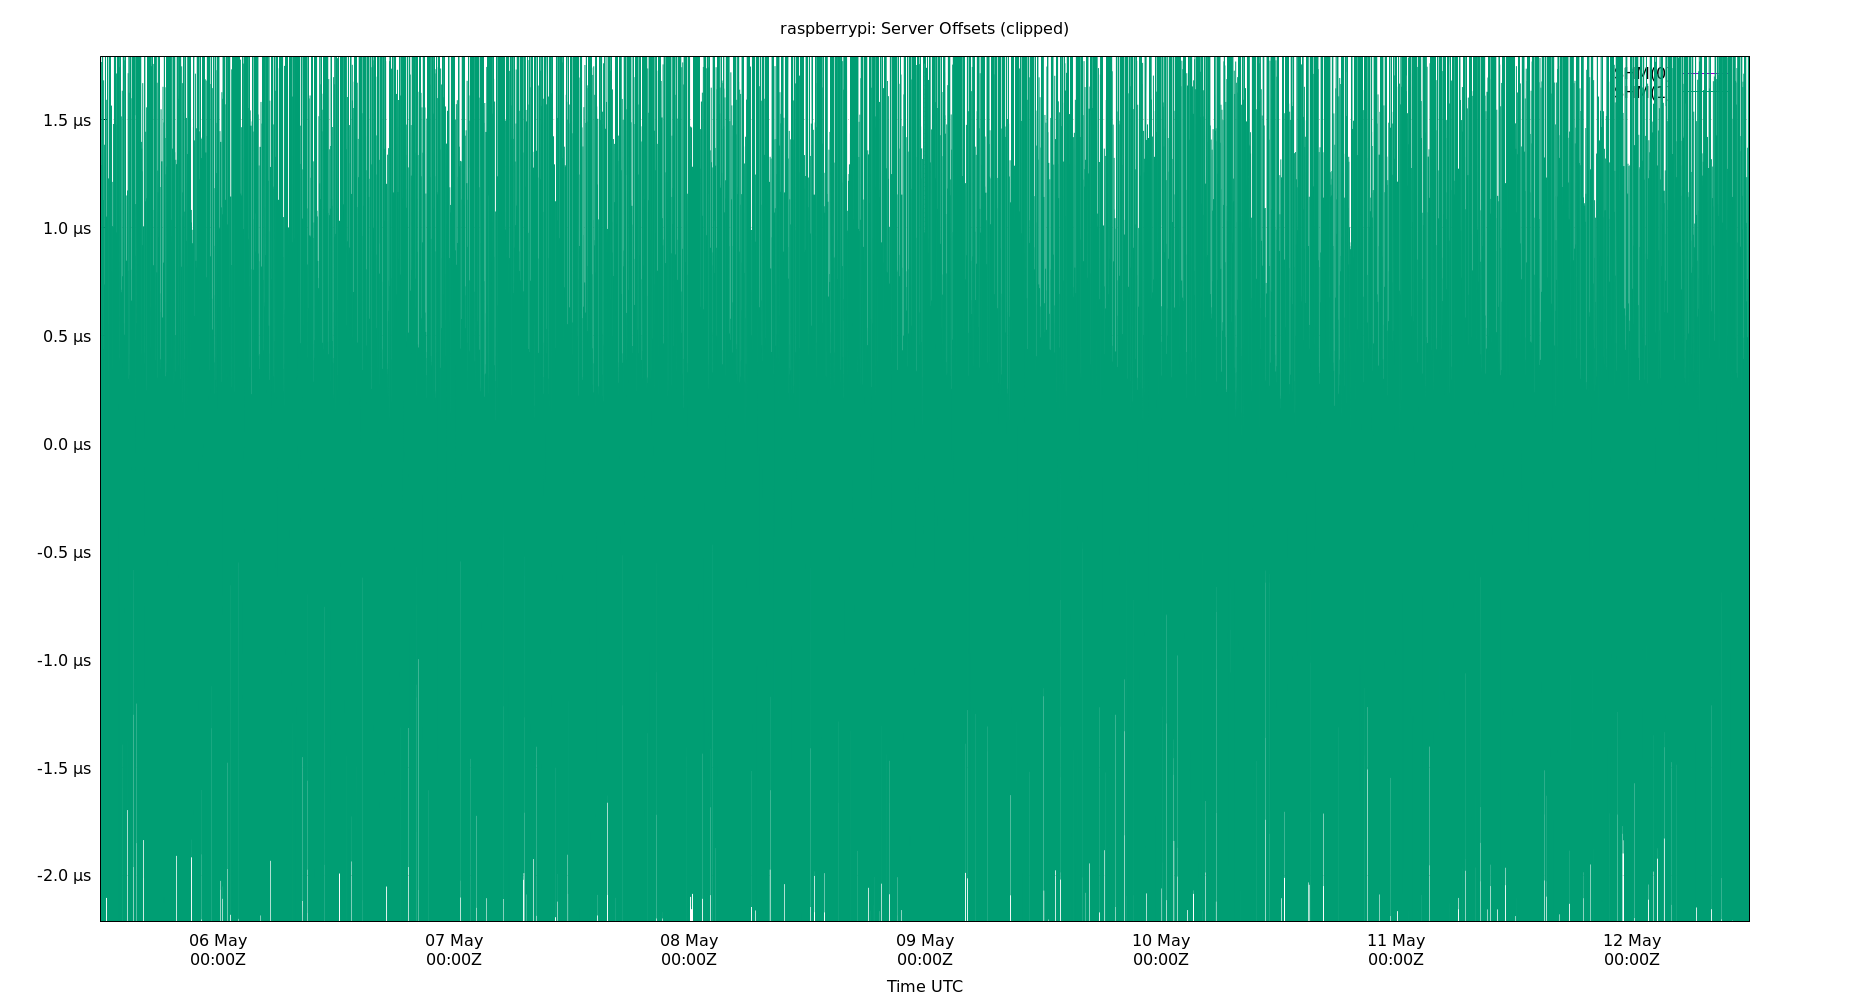 raspberrypi: Server Offsets (clipped)
1.5 µs
1.0 µs
0.5 µs
0.0 µs
-0.5 µs
-1.0 µs
-1.5 µs
-2.0 µs
06 May
00:00Z
07 May
00:00Z
08 May
00:00Z
09 May
00:00Z
10 May
00:00Z
11 May
00:00Z
12 May
00:00Z
Time UTC